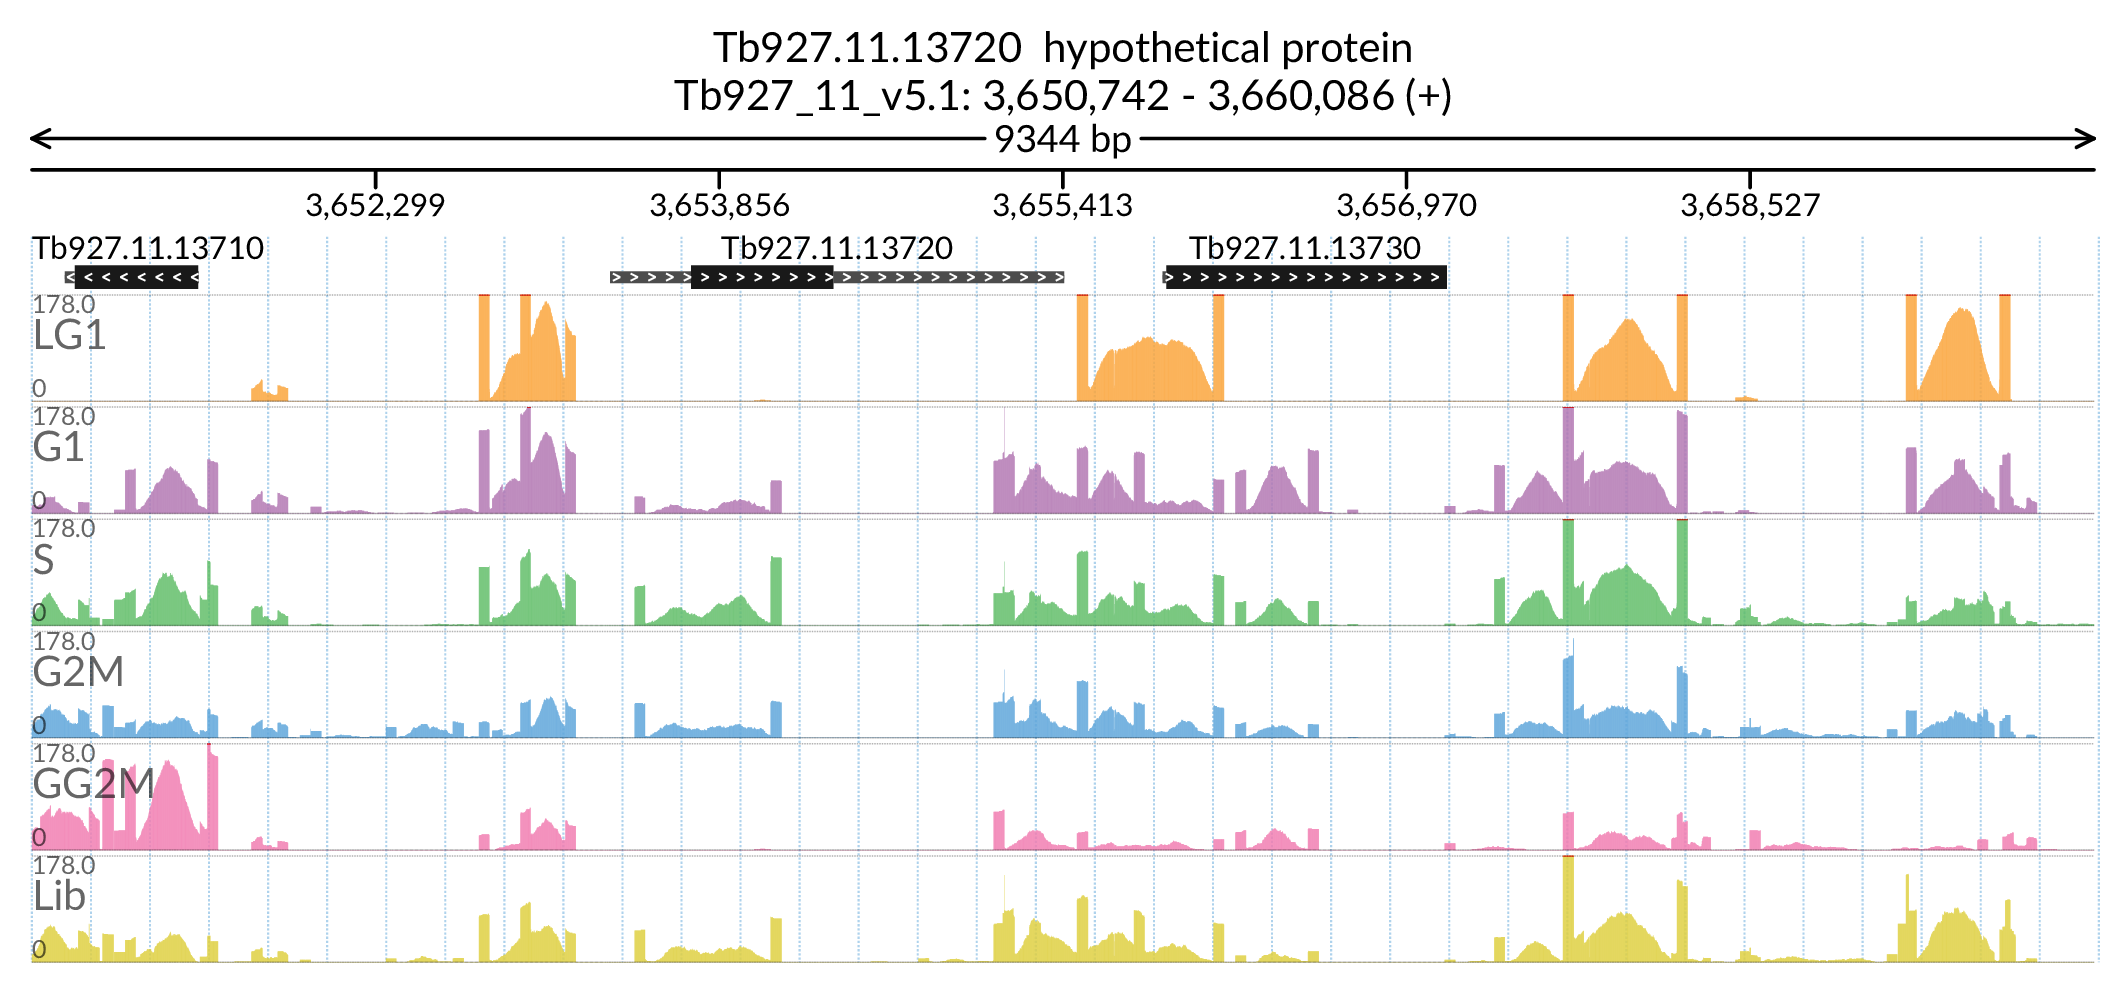 Tb927.11.13720  hypothetical protein
Tb927_11_v5.1: 3,650,742 - 3,660,086 (+)
9344 bp
3,652,299 3,653,856 3,655,413 3,656,970 3,658,527
Tb927.11.13710 Tb927.11.13720 Tb927.11.13730
178.0
LG1
0
178.0
G1
0
178.0
S
0
178.0
G2M
0
178.0
GG2M
0
178.0
Lib
0